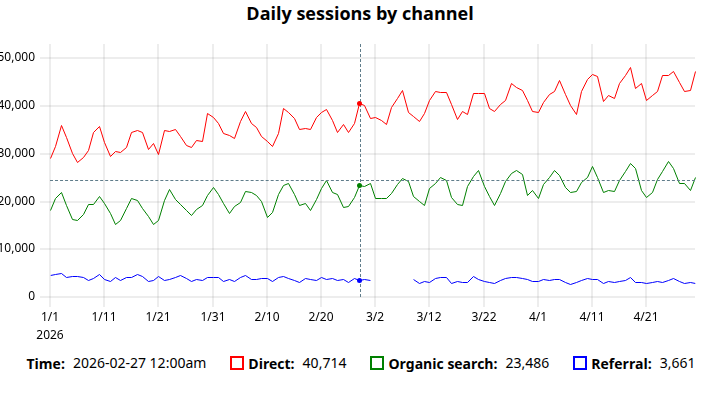 Daily sessions by channel
50,000
40,000
30,000
20,000
10,000
0
1/1 1/11 1/21 1/31 2/10 2/20 3/2 3/12 3/22 4/1 4/11 4/21
2026
Time: 2026-02-27 12:00am Direct: 40,714 Organic search: 23,486 Referral: 3,661